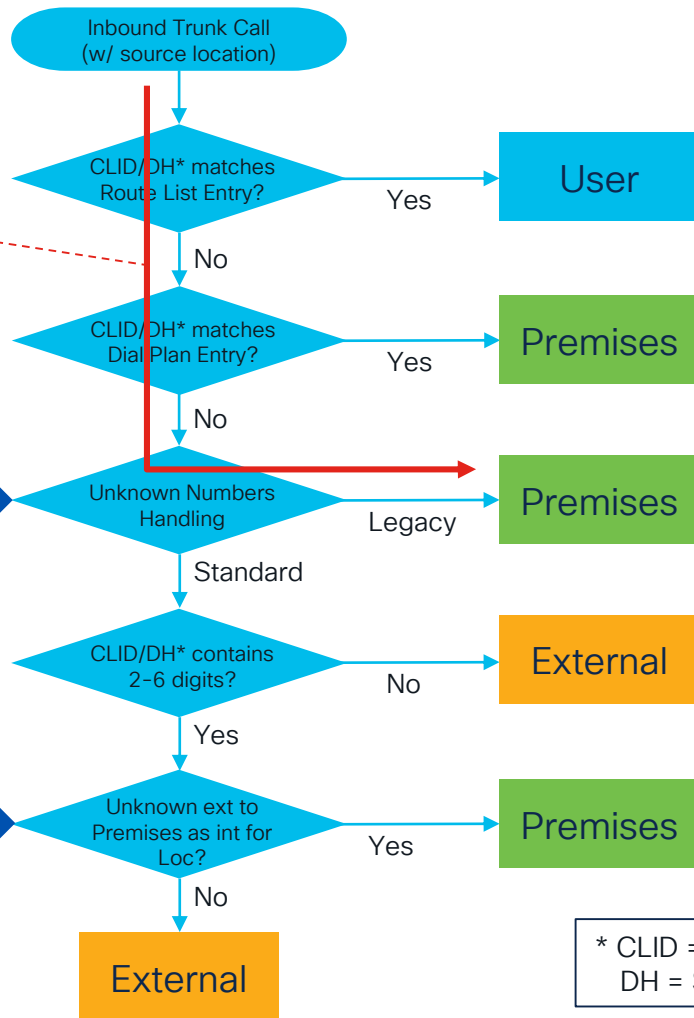 Inbound Trunk Call
(w/ source location)
CLID/DH* matches
Route List Entry?
Yes
User
No
CLID/DH* matches
Dial Plan Entry?
Yes
Premises
No
Unknown Numbers
Handling
Legacy
Premises
Standard
CLID/DH* contains
2-6 digits?
No
External
Yes
Unknown ext to
Premises as int for
Loc?
Yes
Premises
No
External
* CLID =
DH =